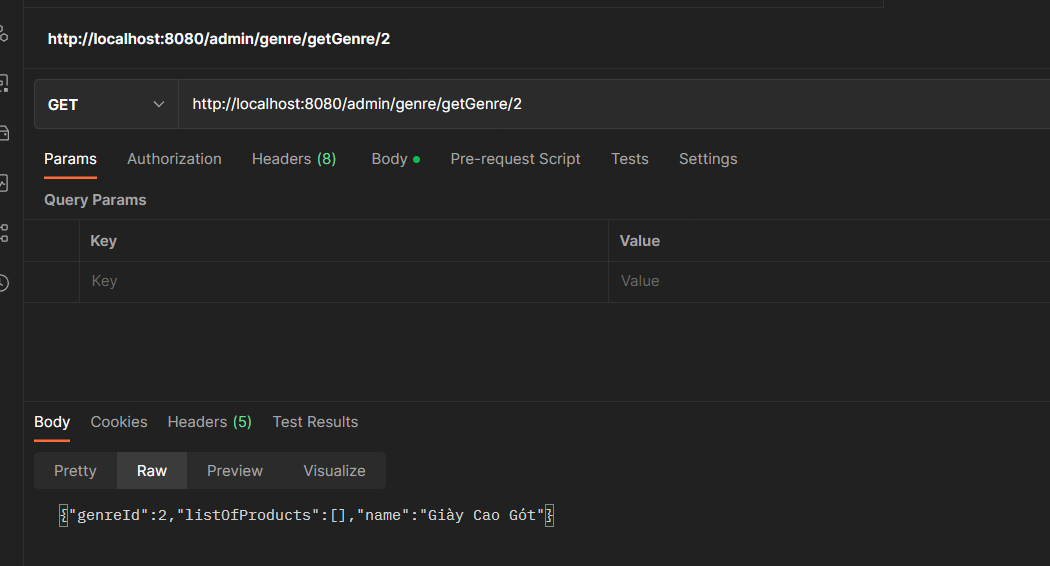 http://localhost:8080/admin/genre/getGenre/2
GET http://localhost:8080/admin/genre/getGenre/2
Params Authorization Headers (8) Body Pre-request Script Tests Settings
Query Params
Key Value
Key Value
Body Cookies Headers (5) Test Results
Pretty Raw Preview Visualize
{"genreId":2,"listOfProducts":[],"name":"Giày Cao Gót"}